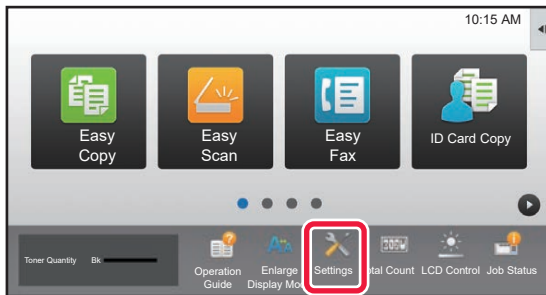 10:15 AM
Easy
Copy
Easy
Scan
Easy
Fax
ID Card Copy
Toner Quantity Bk
Operation
Guide
Enlarge
Display Mo
Settings
tal Count
LCD Control
Job Status